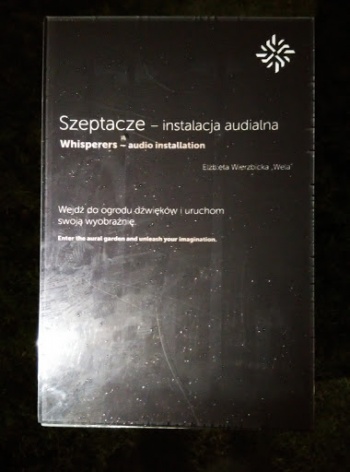 Szeptacze – instalacja audialna
Whisperers – audio installation
Elżbieta Wierzbicka „Wela"
Wejdź do ogrodu dźwięków i uruchom
swoją wyobraźnię.
Enter the aural garden and unleash your imagination.